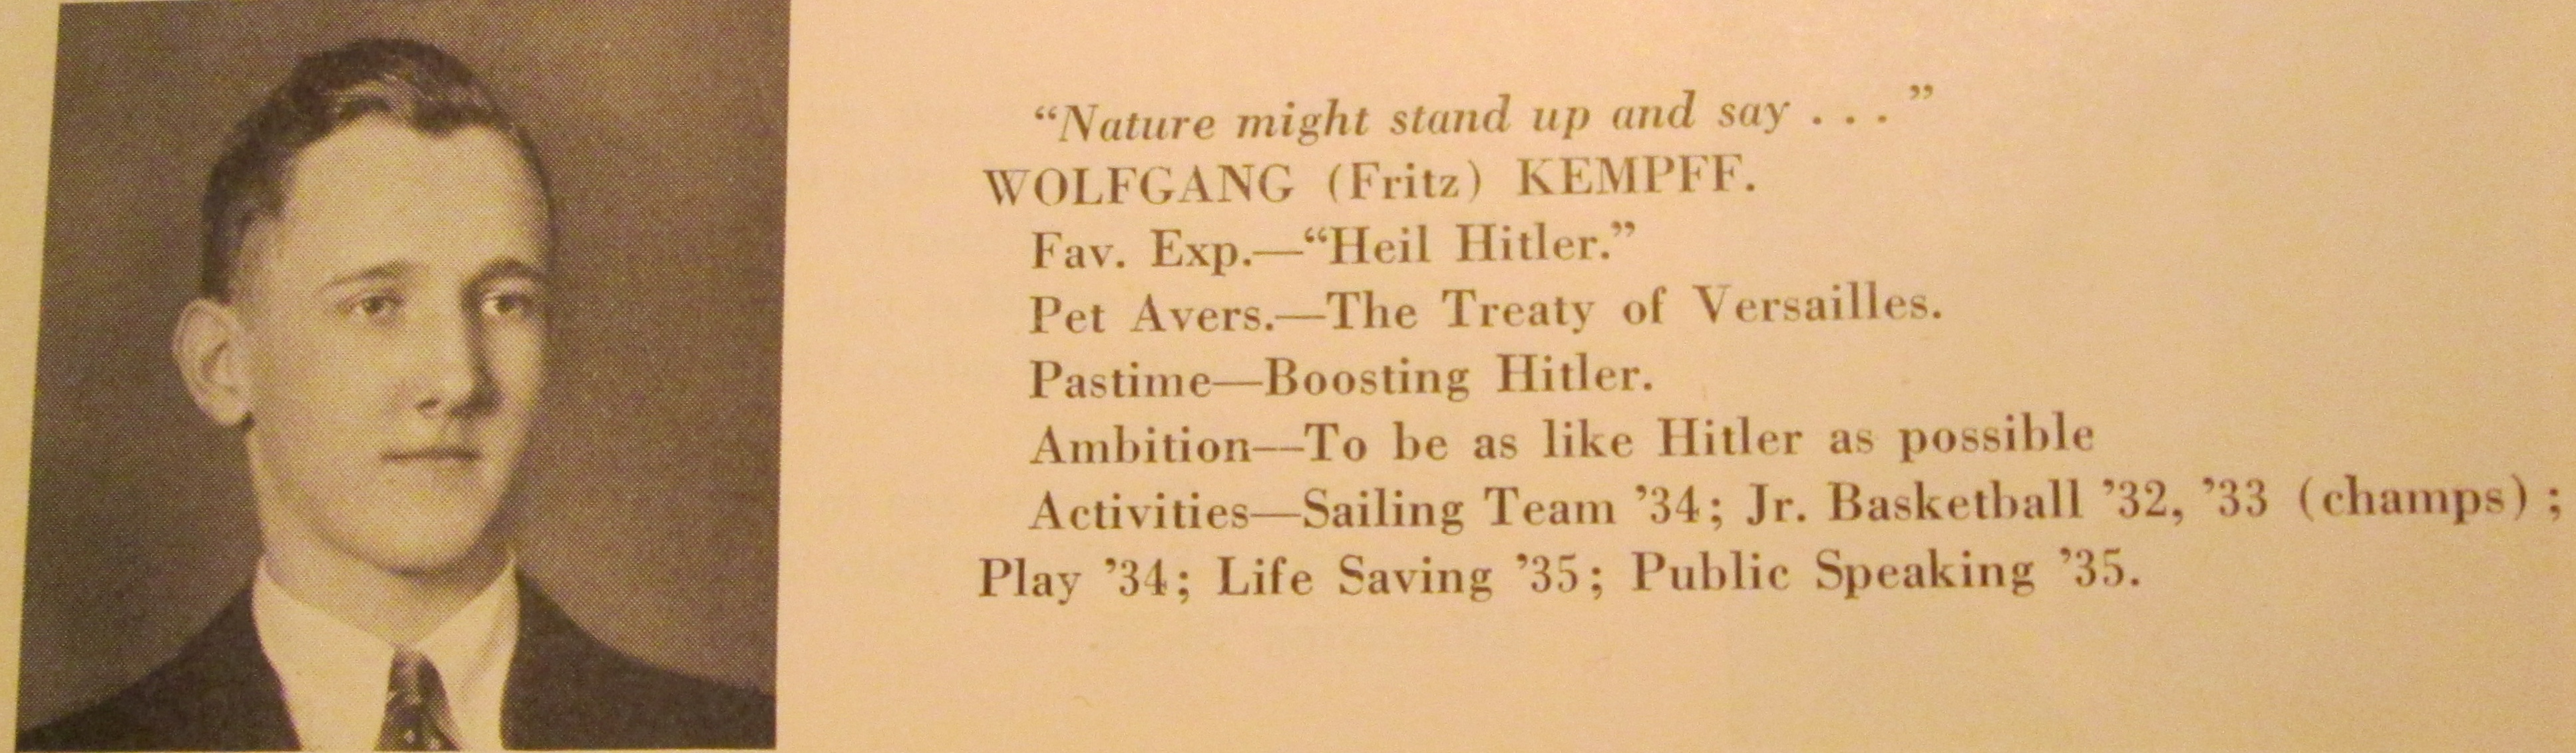 “Nature might stand up and say . . . ”
WOLFGANG (Fritz) KEMPFF.
Fav. Exp.—“Heil Hitler.”
Pet Avers.—The Treaty of Versailles.
Pastime—Boosting Hitler.
Ambition—To be as like Hitler as possible
Activities—Sailing Team ’34; Jr. Basketball ’32, ’33 (champs) ;
Play ’34; Life Saving ’35; Public Speaking ’35.